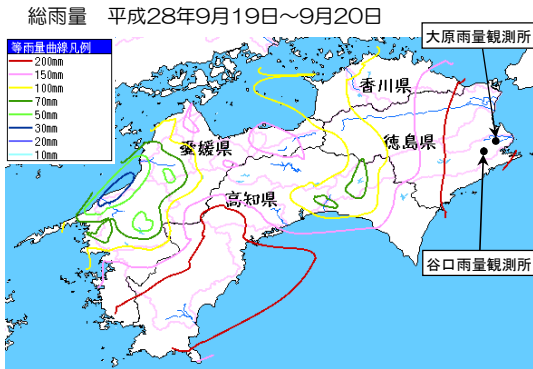 総雨量　平成28年9月19日～9月20日
大原雨量観測所
等雨量曲線凡例
200mm
150mm
100mm
70mm
50mm
30mm
20mm
10mm
香川県
愛媛県
徳島県
高知県
谷口雨量観測所